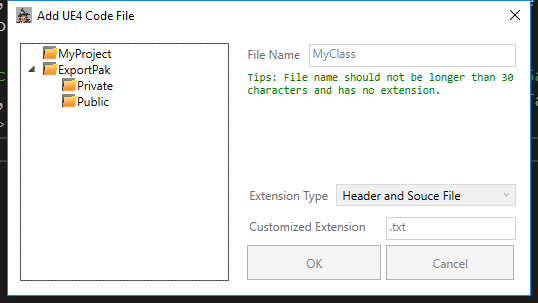 Add UE4 Code File
MyProject
ExportPak
Private
Public
File Name MyClass
Tips: File name should not be longer than 30
characters and has no extension.
Extension Type Header and Souce File
Customized Extension .txt
OK Cancel